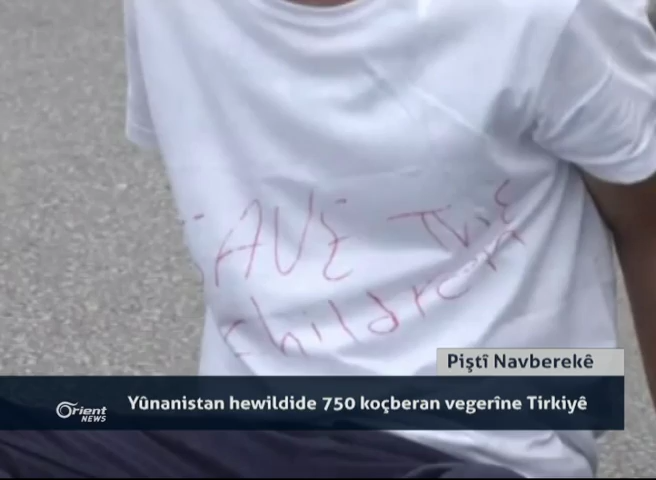 SAVE THE
children
Piştî Navberekê
Orient
NEWS
Yûnanistan hewildide 750 koçberan vegerîne Tirkiyê